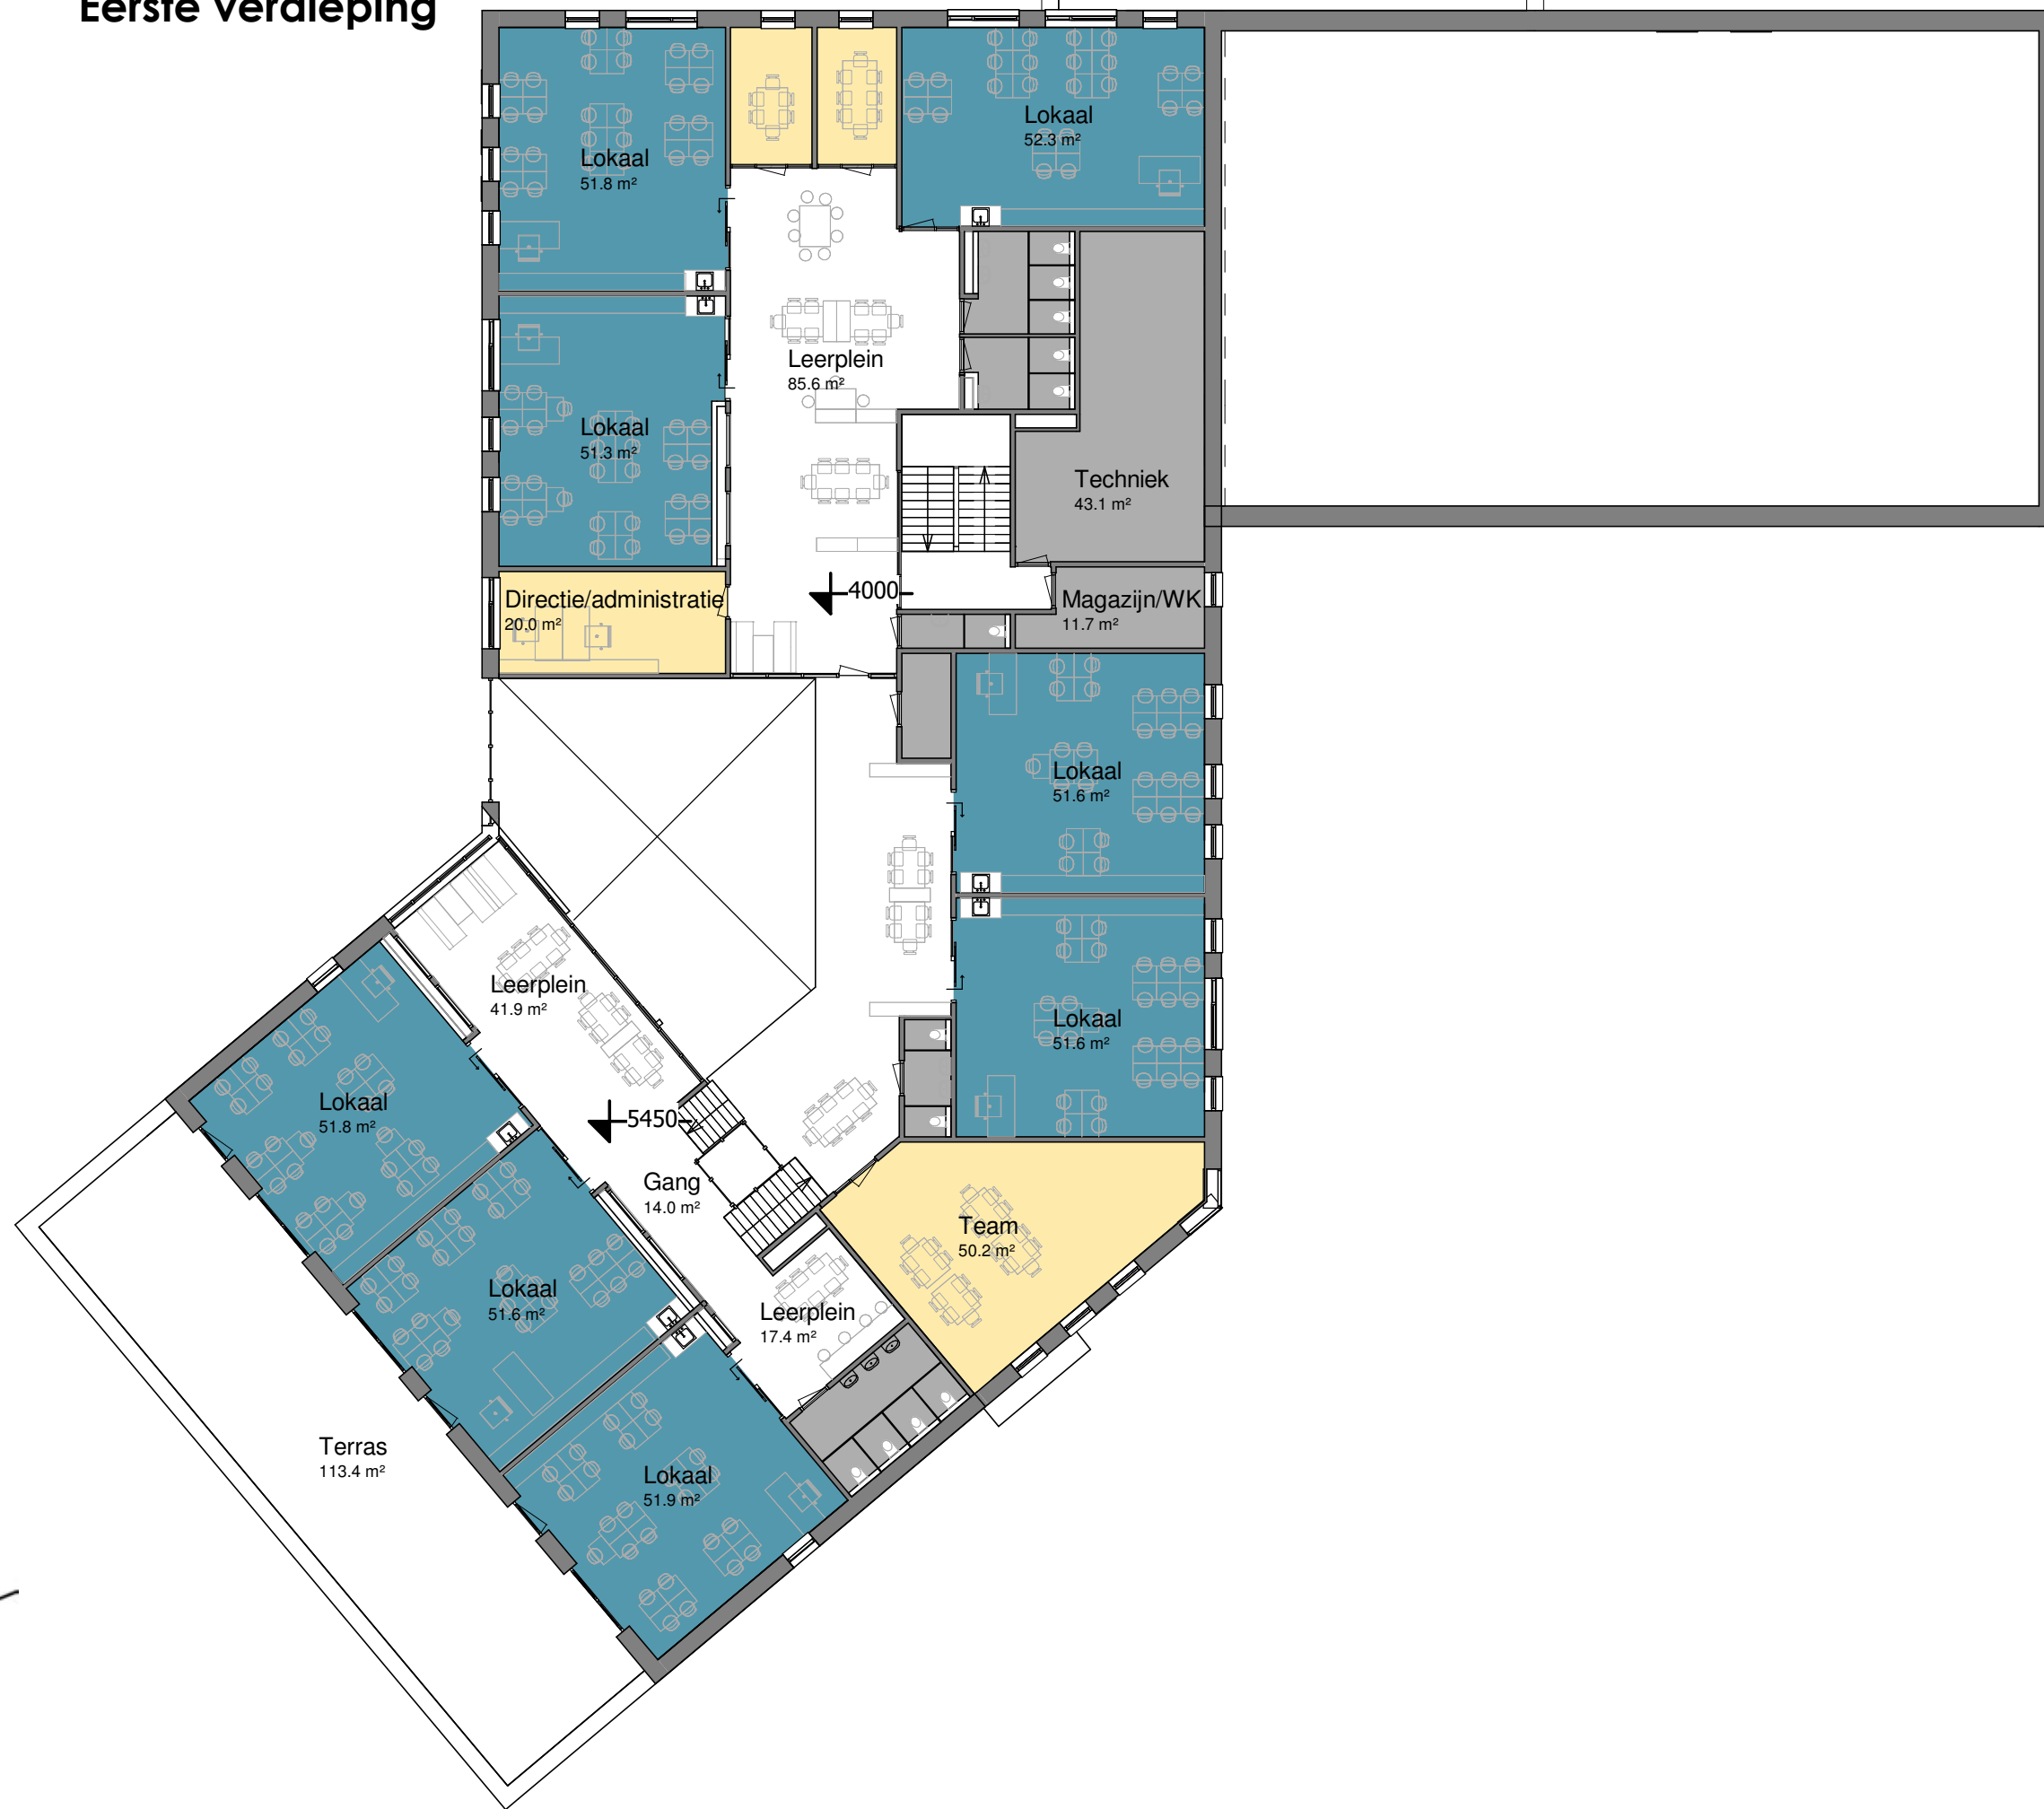 Eerste verdieping
Lokaal
51.8 m²
Lokaal
52.3 m²
Leerplein
85.6 m²
Lokaal
51.3 m²
Techniek
43.1 m²
Directie/administratie
20.0 m²
4000
Magazijn/WK
11.7 m²
Lokaal
51.6 m²
Leerplein
41.9 m²
Lokaal
51.6 m²
Lokaal
51.8 m²
5450
Gang
14.0 m²
Team
50.2 m²
Lokaal
51.6 m²
Leerplein
17.4 m²
Terras
113.4 m²
Lokaal
51.9 m²